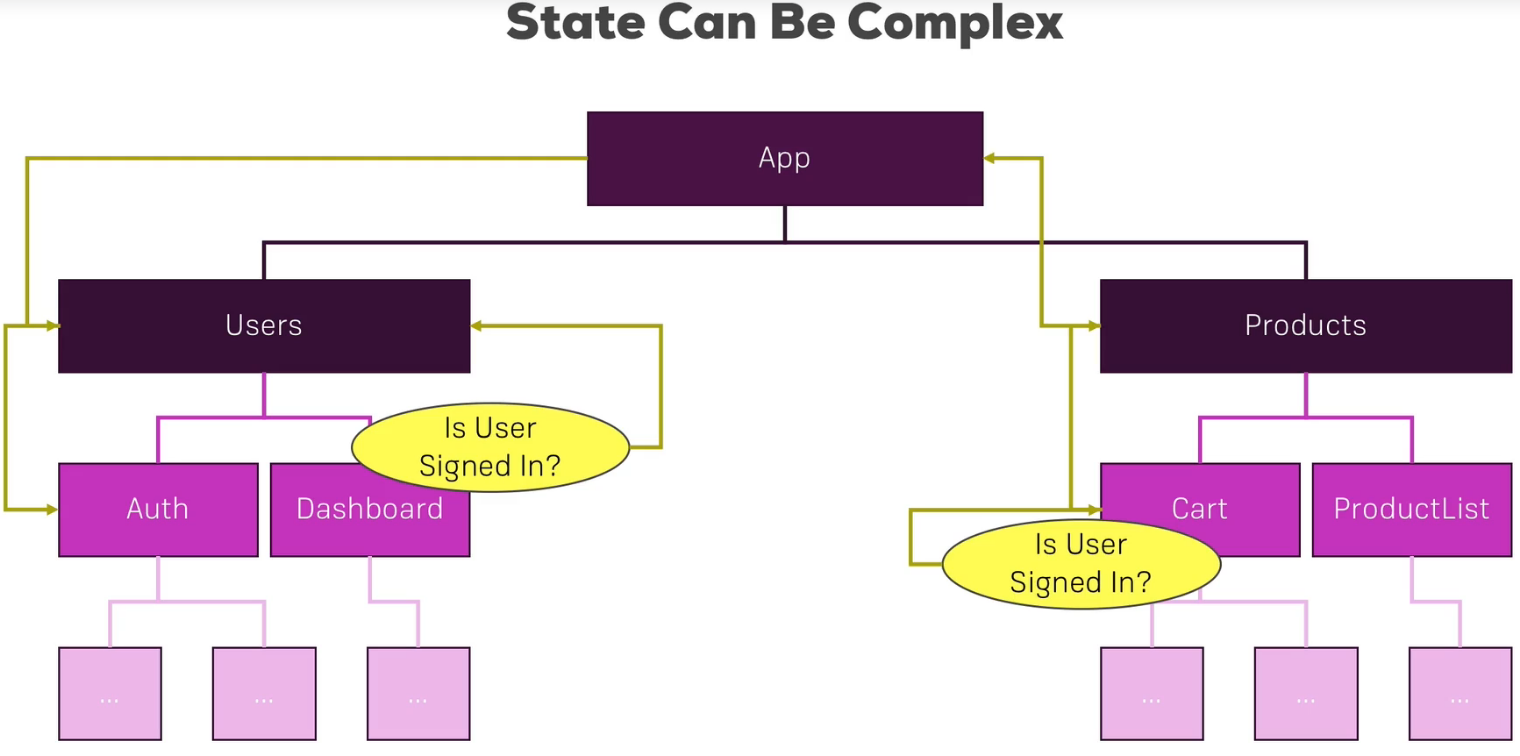 State Can Be Complex
App
Users
Products
Is User
Signed In?
Auth
Dashboard
Cart
ProductList
Is User
Signed In?
...
...
...
...
...
...